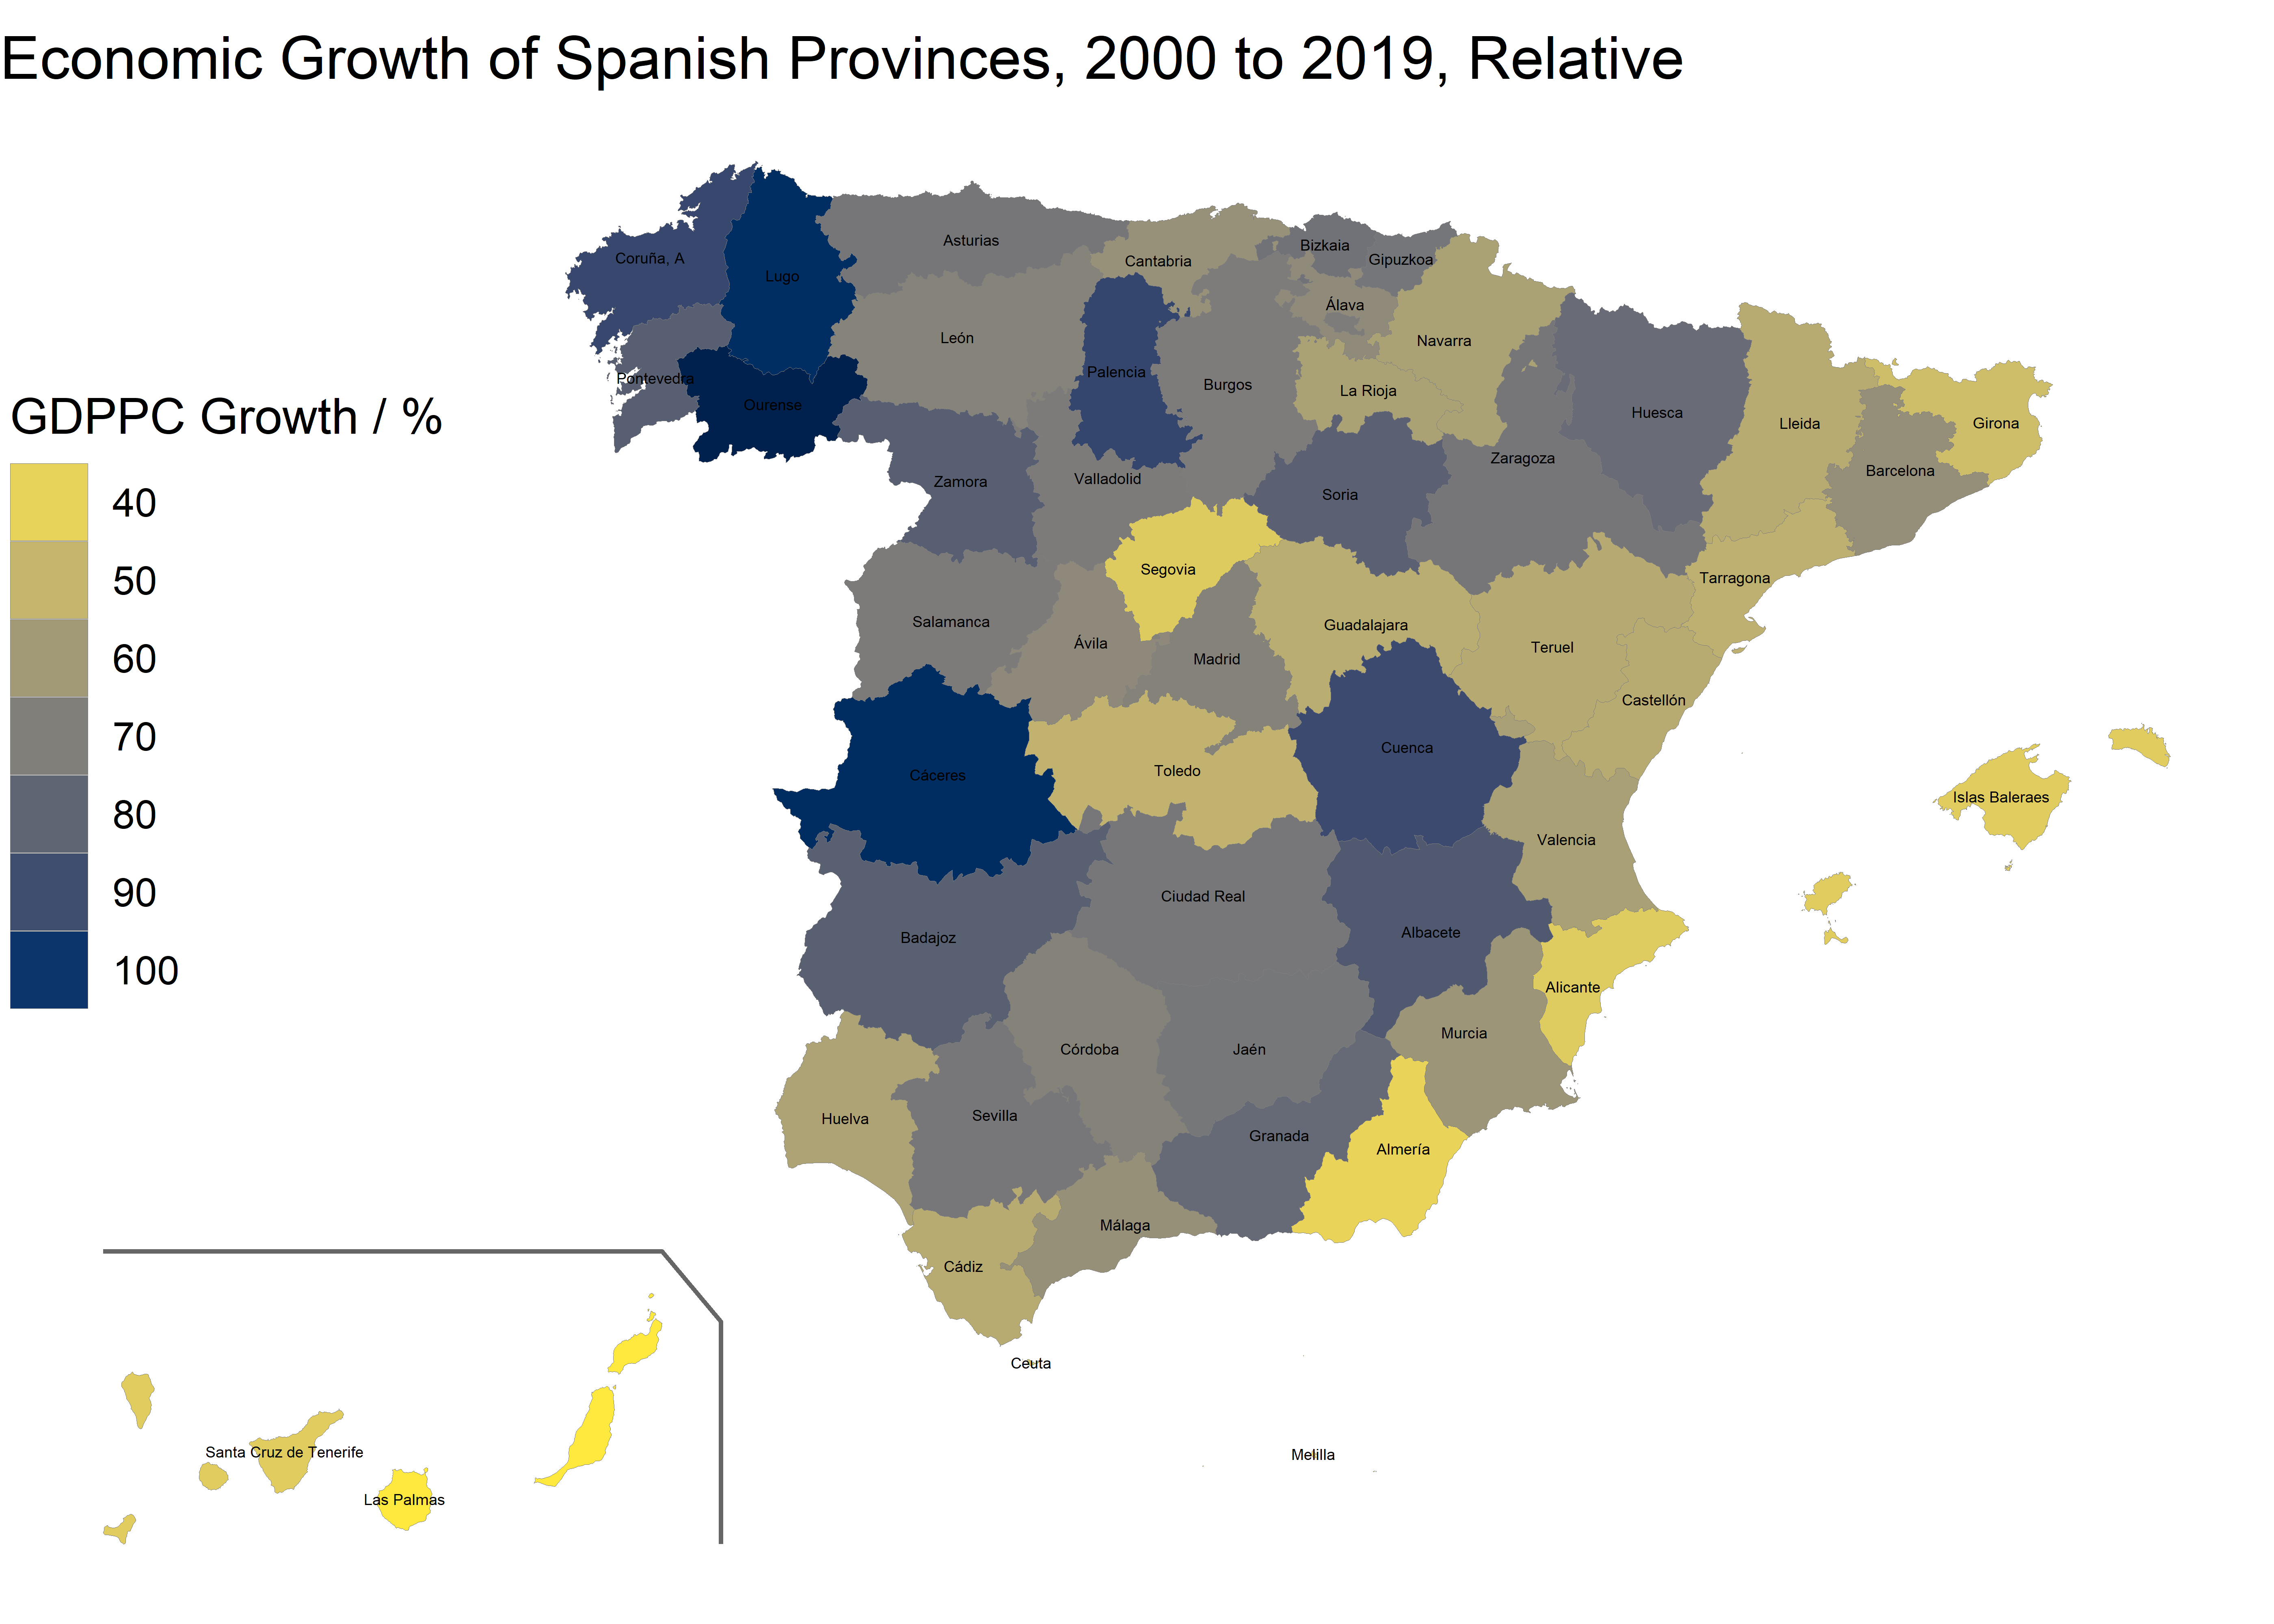 Economic Growth of Spanish Provinces, 2000 to 2019, Relative
GDPPC Growth / %
40
50
60
70
80
90
100
Coruña, A
Lugo
Asturias
Cantabria
Bizkaia
Gipuzkoa
Álava
Navarra
León
Palencia
Burgos
La Rioja
Pontevedra
Ourense
Huesca
Lleida
Girona
Barcelona
Zaragoza
Zamora
Valladolid
Soria
Segovia
Tarragona
Salamanca
Ávila
Madrid
Guadalajara
Teruel
Castellón
Cáceres
Toledo
Cuenca
Islas Baleraes
Valencia
Badajoz
Ciudad Real
Albacete
Alicante
Murcia
Córdoba
Jaén
Huelva
Sevilla
Granada
Almería
Málaga
Cádiz
Ceuta
Melilla
Santa Cruz de Tenerife
Las Palmas